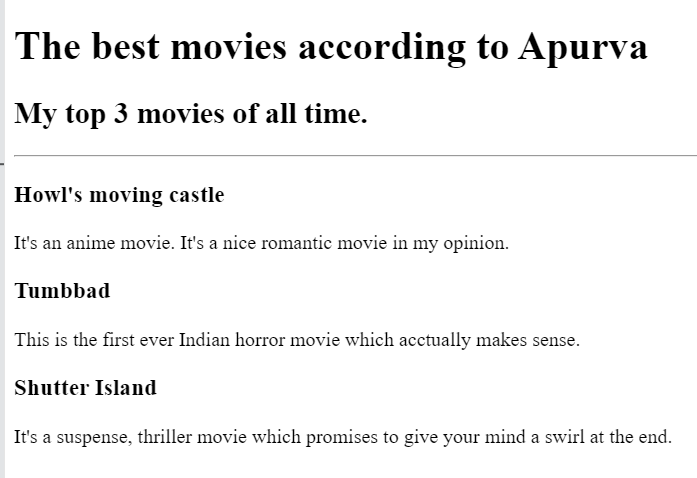 The best movies according to Apurva
My top 3 movies of all time.
Howl's moving castle
It's an anime movie. It's a nice romantic movie in my opinion.
Tumbbad
This is the first ever Indian horror movie which acctually makes sense.
Shutter Island
It's a suspense, thriller movie which promises to give your mind a swirl at the end.